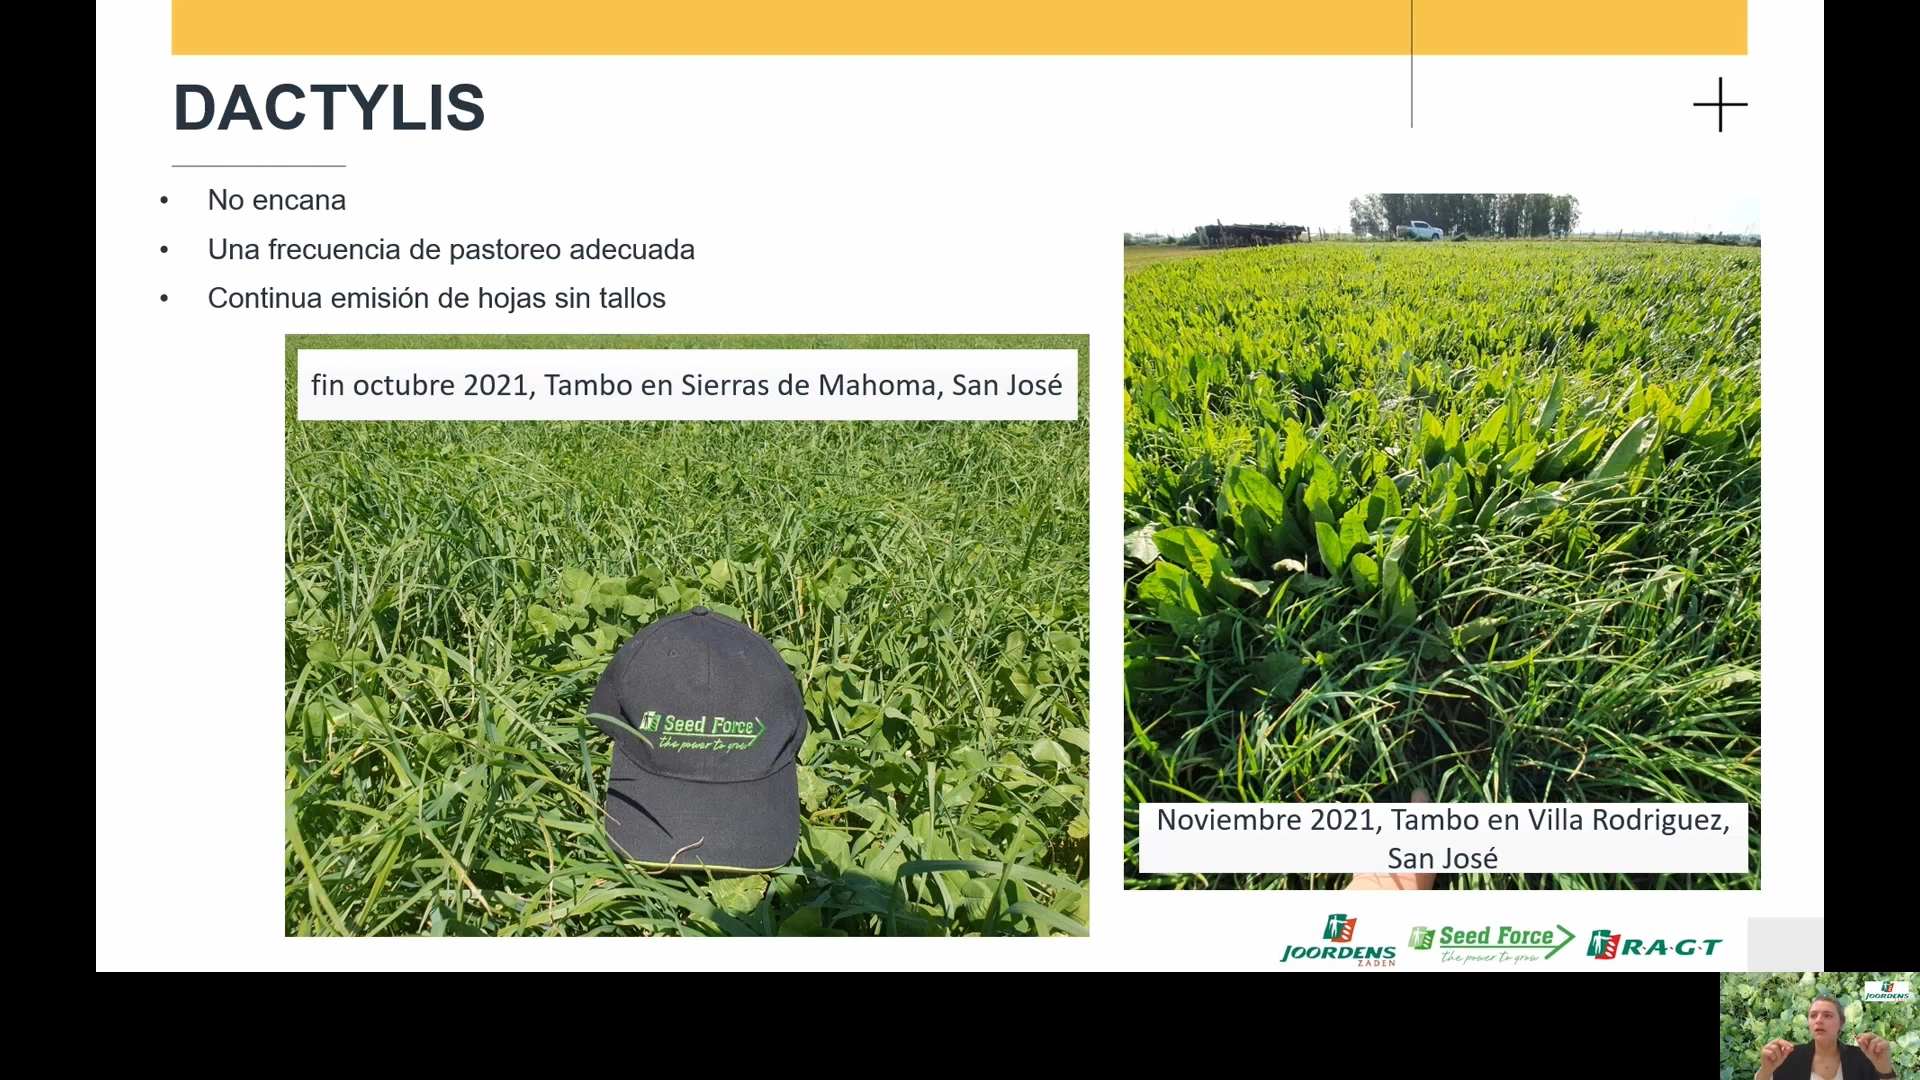 DACTYLIS
• No encana
• Una frecuencia de pastoreo adecuada
• Continua emisión de hojas sin tallos
fin octubre 2021, Tambo en Sierras de Mahoma, San José
Seed Force
the power to grow
Noviembre 2021, Tambo en Villa Rodriguez,
San José
JOORDENS
ZADEN
Seed Force
the power to grow
R·A·G·T
JOORDENS